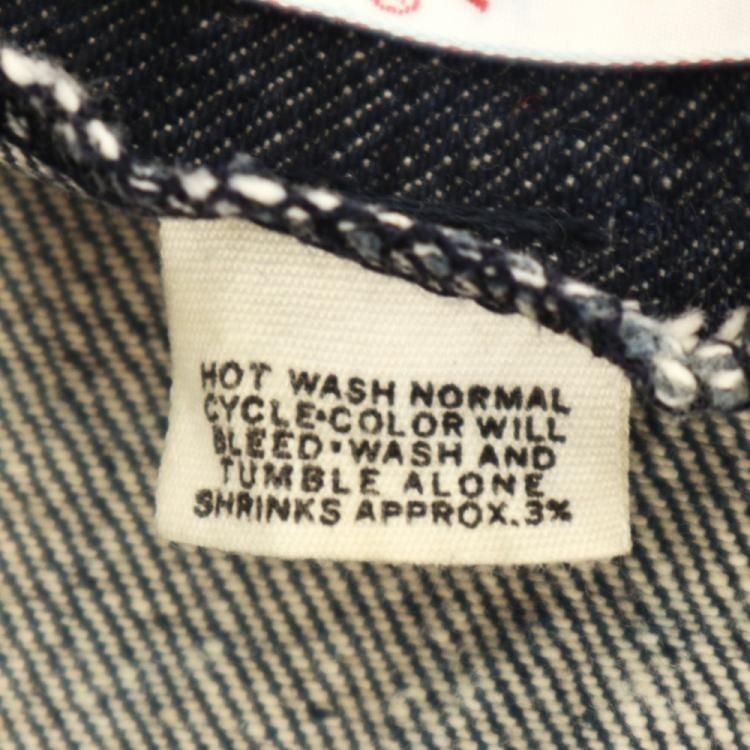 HOT WASH NORMAL
CYCLE•COLOR WILL
BLEED•WASH AND
TUMBLE ALONE
SHRINKS APPROX.3%